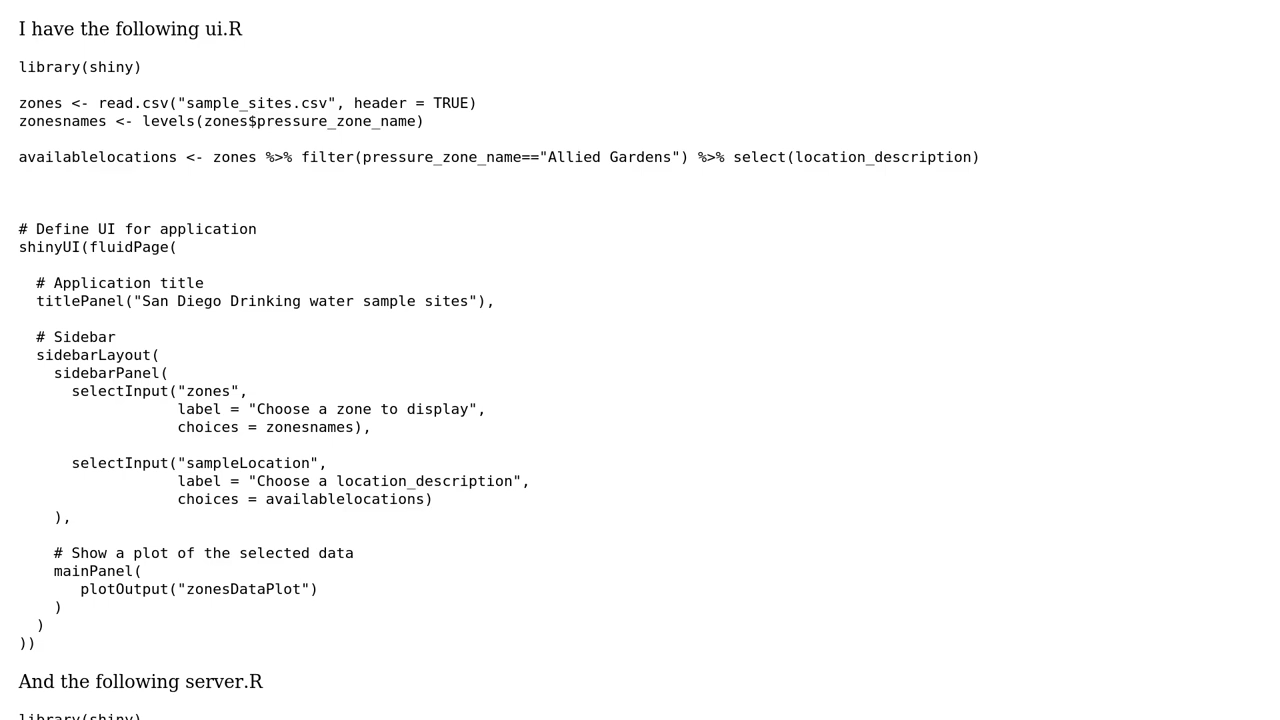 I have the following ui.R
library(shiny)
zones <- read.csv("sample_sites.csv", header = TRUE)
zonesnames <- levels(zones$pressure_zone_name)
availablelocations <- zones %>% filter(pressure_zone_name=="Allied Gardens") %>% select(location_description)
# Define UI for application
shinyUI(fluidPage(
  # Application title
  titlePanel("San Diego Drinking water sample sites"),
  # Sidebar
  sidebarLayout(
    sidebarPanel(
      selectInput("zones",
                  label = "Choose a zone to display",
                  choices = zonesnames),
      selectInput("sampleLocation",
                  label = "Choose a location_description",
                  choices = availablelocations)
    ),
    # Show a plot of the selected data
    mainPanel(
       plotOutput("zonesDataPlot")
    )
  )
))
And the following server.R
library(shiny)